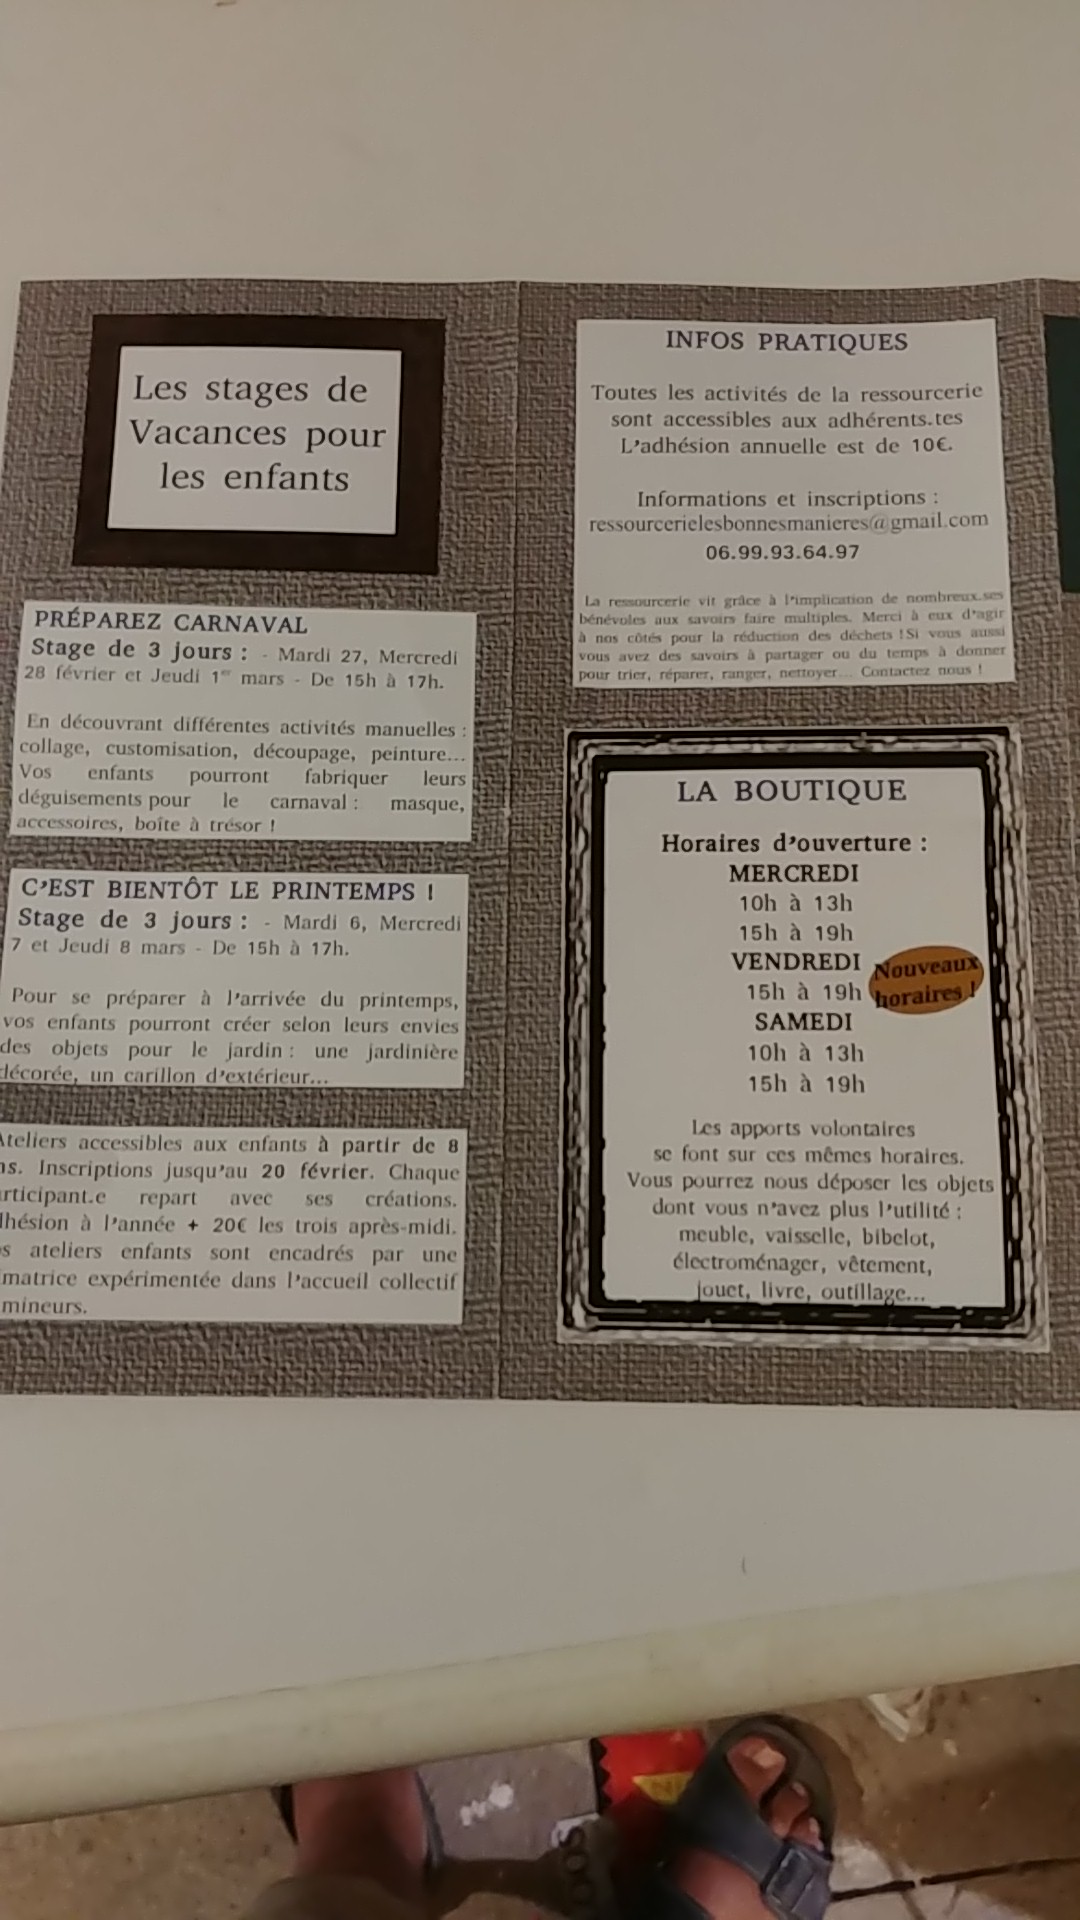 Les stages de
Vacances pour
les enfants
PRÉPAREZ CARNAVAL
Stage de 3 jours : - Mardi 27, Mercredi
28 février et Jeudi 1er mars - De 15h à 17h.
En découvrant différentes activités manuelles :
collage, customisation, découpage, peinture...
Vos enfants pourront fabriquer leurs
déguisements pour le carnaval : masque,
accessoires, boîte à trésor !
C'EST BIENTÔT LE PRINTEMPS !
Stage de 3 jours : - Mardi 6, Mercredi
7 et Jeudi 8 mars - De 15h à 17h.
Pour se préparer à l'arrivée du printemps,
vos enfants pourront créer selon leurs envies
des objets pour le jardin : une jardinière
décorée, un carillon d'extérieur...
Ateliers accessibles aux enfants à partir de 8
ns. Inscriptions jusqu'au 20 février. Chaque
rticipant.e repart avec ses créations.
lhésion à l'année + 20€ les trois après-midi.
s ateliers enfants sont encadrés par une
matrice expérimentée dans l'accueil collectif
mineurs.
INFOS PRATIQUES
Toutes les activités de la ressourcerie
sont accessibles aux adhérents.tes
L'adhésion annuelle est de 10€.
Informations et inscriptions :
ressourcerielesbonnesmanieres@gmail.com
06.99.93.64.97
La ressourcerie vit grâce à l'implication de nombreux.ses
bénévoles aux savoirs faire multiples. Merci à eux d'agir
à nos côtés pour la réduction des déchets ! Si vous aussi
vous avez des savoirs à partager ou du temps à donner
pour trier, réparer, ranger, nettoyer... Contactez nous !
LA BOUTIQUE
Horaires d'ouverture :
MERCREDI
10h à 13h
15h à 19h
VENDREDI
15h à 19h
Nouveaux
horaires !
SAMEDI
10h à 13h
15h à 19h
Les apports volontaires
se font sur ces mêmes horaires.
Vous pourrez nous déposer les objets
dont vous n'avez plus l'utilité :
meuble, vaisselle, bibelot,
électroménager, vêtement,
jouet, livre, outillage...